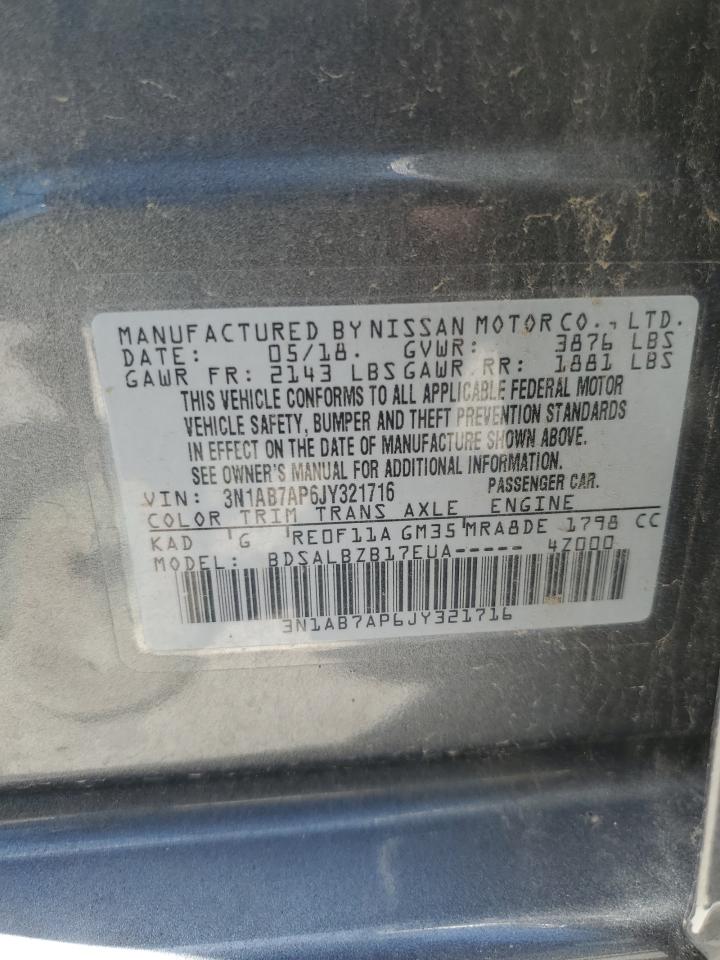 MANUFACTURED BY NISSAN MOTOR CO., LTD.
DATE: 05/18. GVWR: 3876 LBS
GAWR FR: 2143 LBS GAWR RR: 1881 LBS
THIS VEHICLE CONFORMS TO ALL APPLICABLE FEDERAL MOTOR
VEHICLE SAFETY, BUMPER AND THEFT PREVENTION STANDARDS
IN EFFECT ON THE DATE OF MANUFACTURE SHOWN ABOVE.
SEE OWNER'S MANUAL FOR ADDITIONAL INFORMATION.
VIN: 3N1AB7AP6JY321716 PASSENGER CAR.
COLOR TRIM TRANS AXLE ENGINE
KAD G RE0F11A GM35 MRA8DE 1798 CC
MODEL: BDSALBZB17EUA----- 4Z000
3N1AB7AP6JY321716